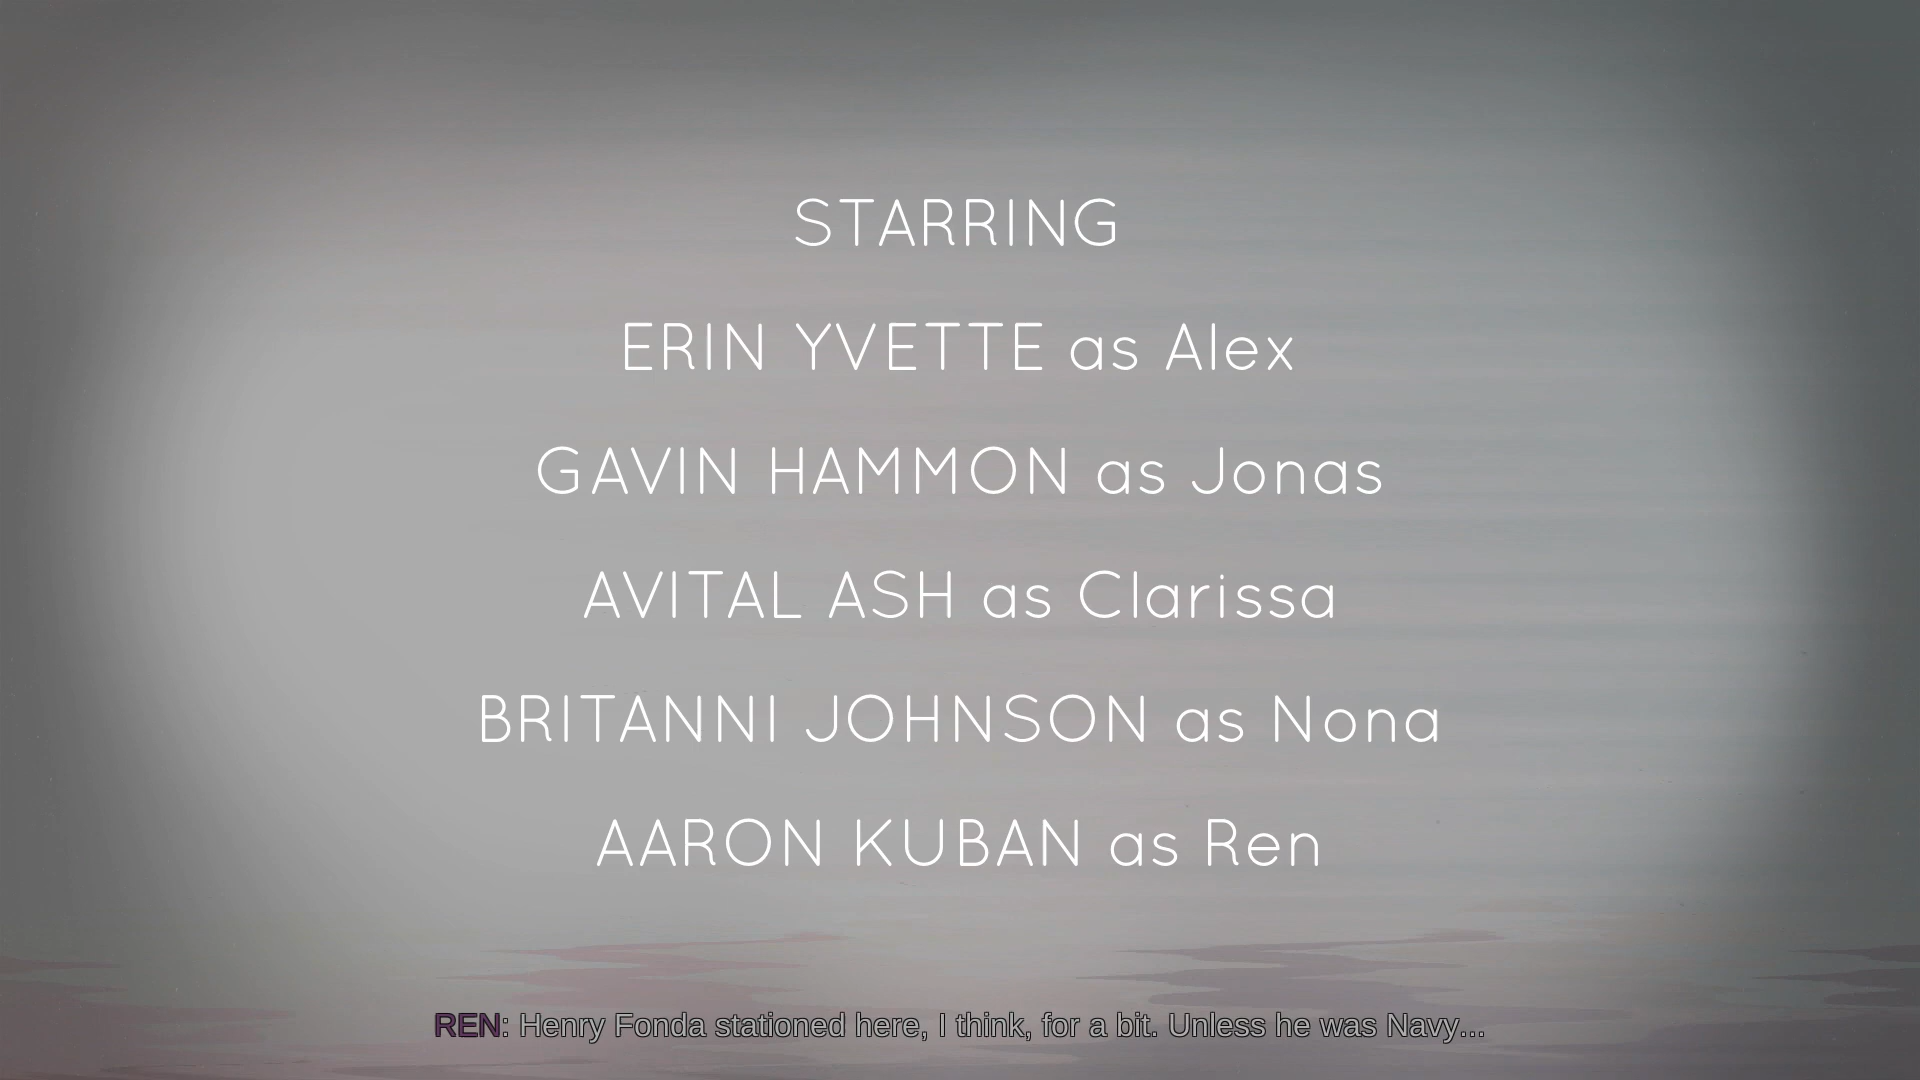 STARRING
ERIN YVETTE as Alex
GAVIN HAMMON as Jonas
AVITAL ASH as Clarissa
BRITANNI JOHNSON as Nona
AARON KUBAN as Ren
REN: Henry Fonda stationed here, I think, for a bit. Unless he was Navy...